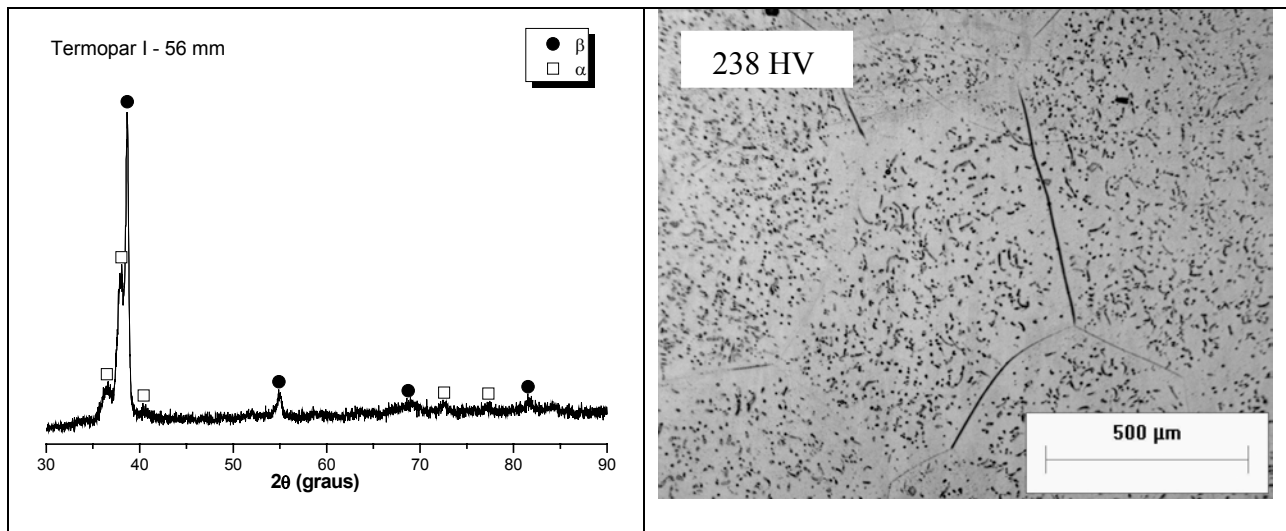 Termopar I - 56 mm
β
α
30 40 50 60 70 80 90
2θ (graus)
238 HV
500 µm